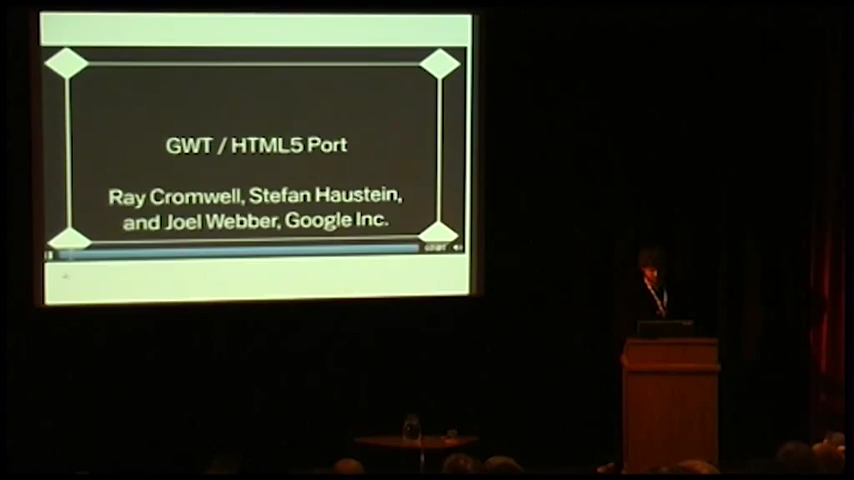 GWT / HTML5 Port
Ray Cromwell, Stefan Haustein,
and Joel Webber, Google Inc.